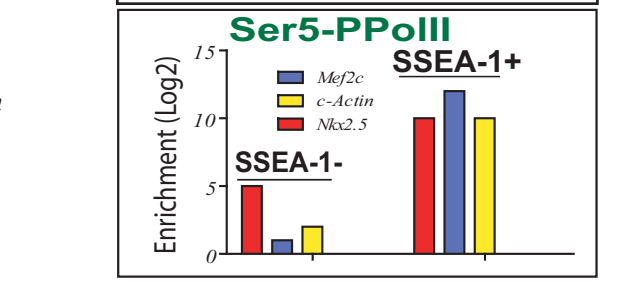 Ser5-PPolII
Enrichment (Log2)
15
10
5
0
Mef2c
c-Actin
Nkx2.5
SSEA-1-
SSEA-1+